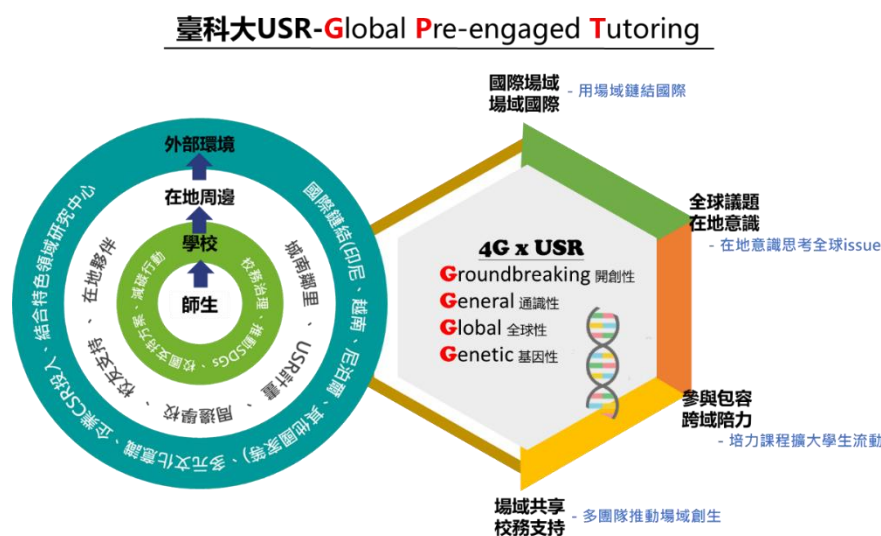 臺科大USR-Global Pre-engaged Tutoring
外部環境
在地周邊
學校
師生
結合特色領域研究中心、企業CSR投入、多元文化意識、國際鏈結(印尼、越南、尼泊爾、其他國家等)
城南鄰里、USR計畫、周邊學校、校友支持、在地夥伴
校務治理、推動SDGs、校園支持方案、減碳行動
4G x USR
Groundbreaking 開創性
General 通識性
Global 全球性
Genetic 基因性
國際場域
場域國際
- 用場域鏈結國際
全球議題
在地意識
- 在地意識思考全球issue
參與包容
跨域陪力
- 培力課程擴大學生流動
場域共享
校務支持
- 多團隊推動場域創生